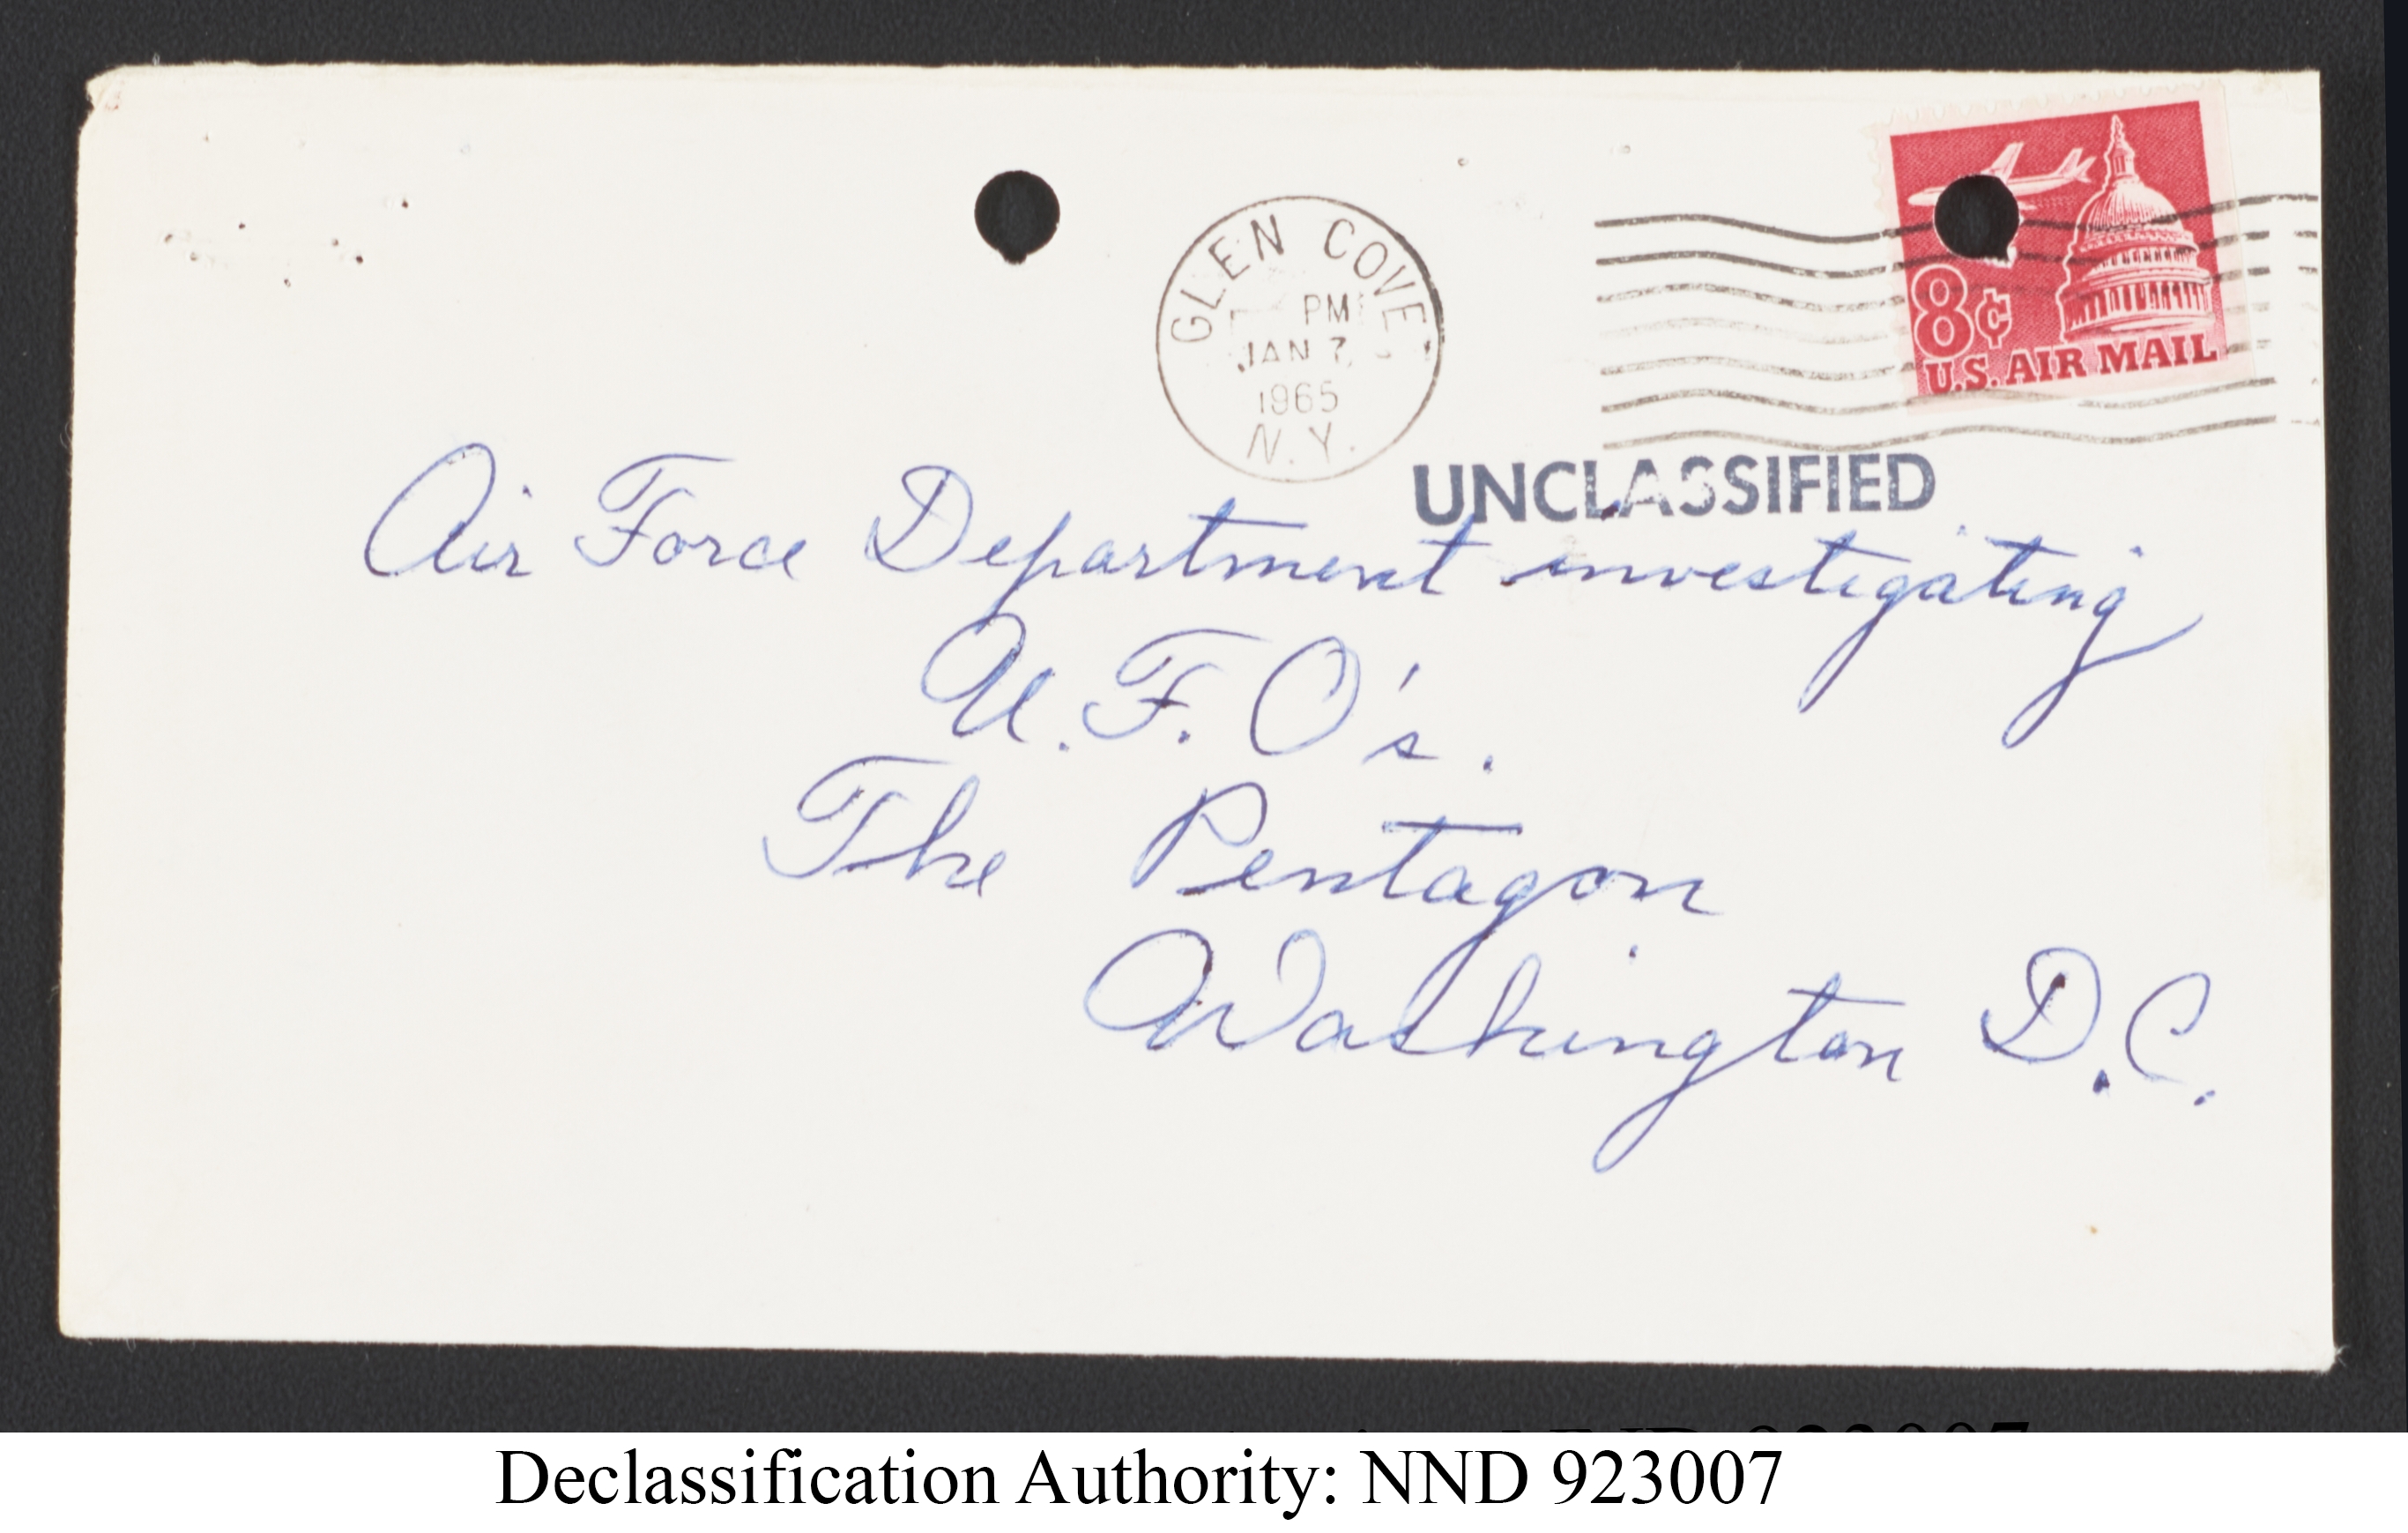 GLEN COVE
PM
JAN 7
1965
N.Y.
8¢
U.S. AIR MAIL
UNCLASSIFIED
Air Force Department investigating
U.F.O's.
The Pentagon
Washington D.C.
Declassification Authority: NND 923007